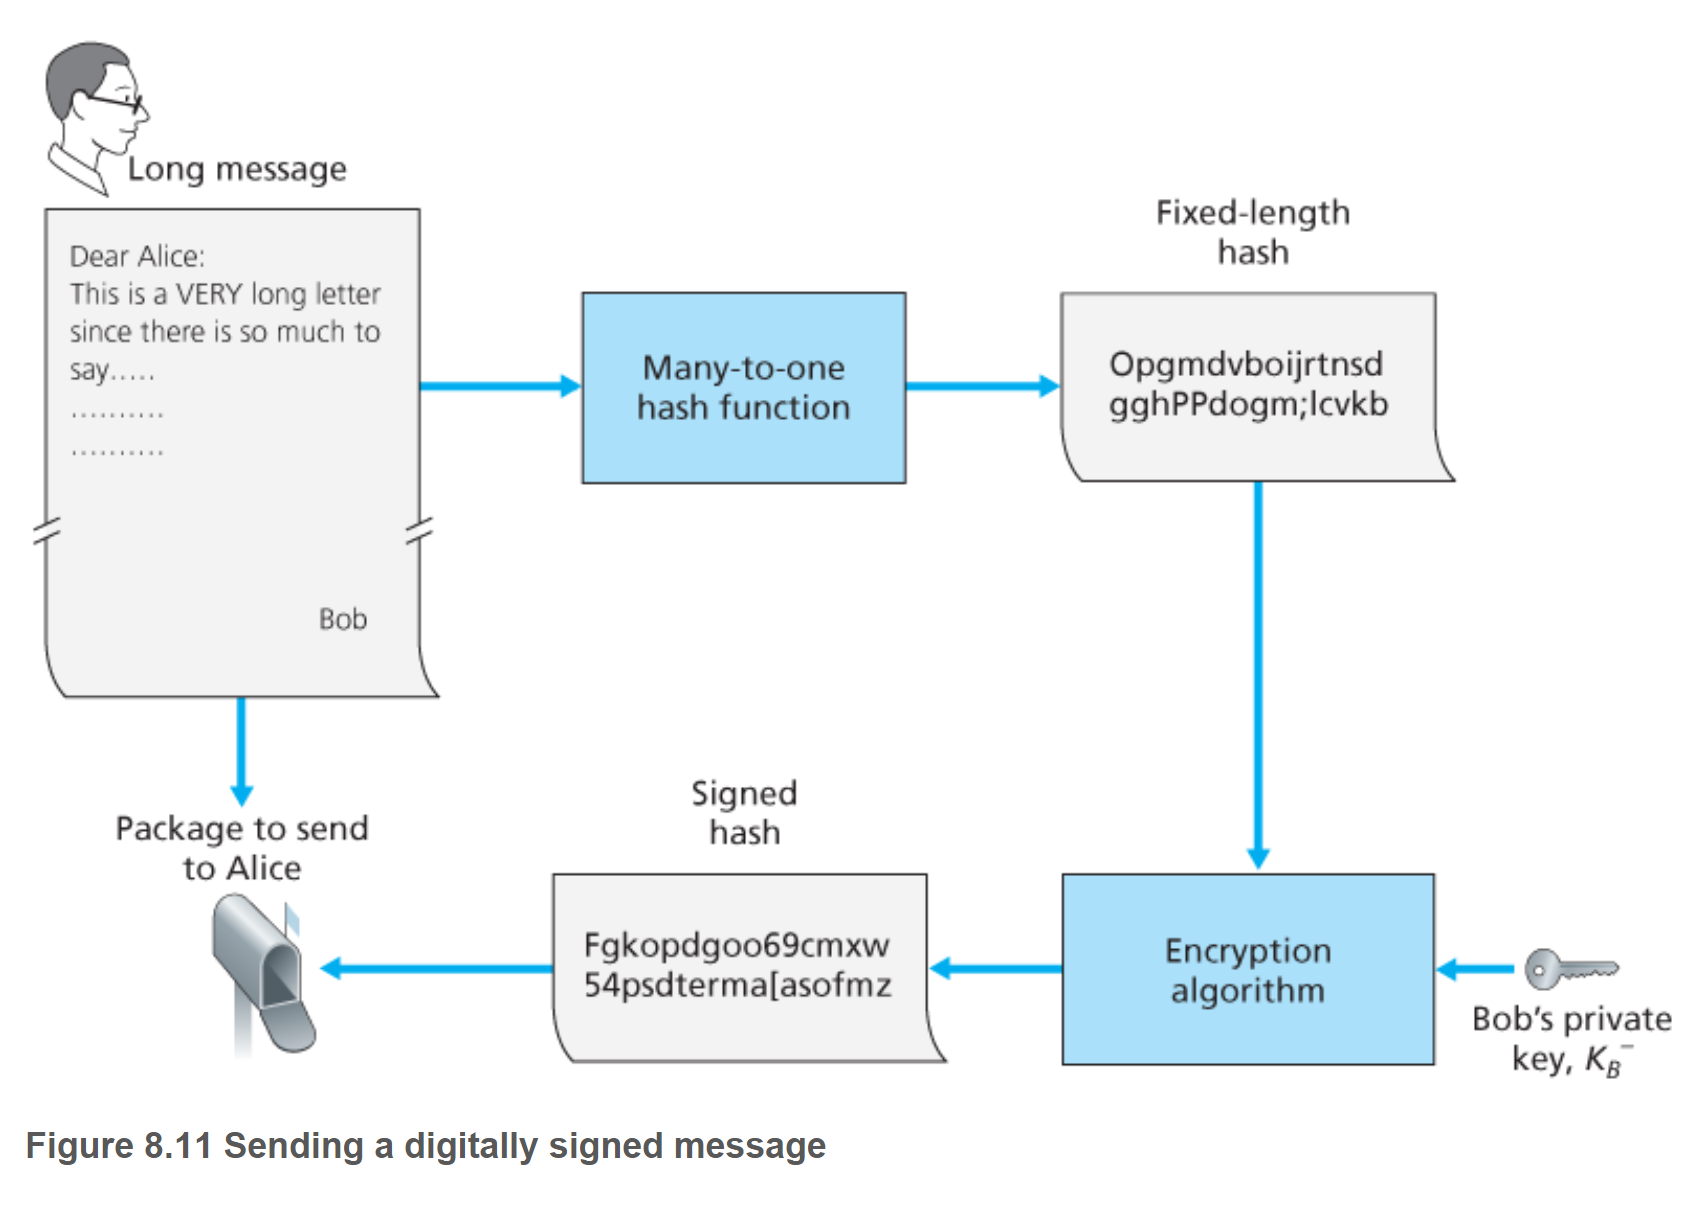 Long message
Dear Alice:
This is a VERY long letter
since there is so much to
say.....
..........
..........
Bob
Many-to-one
hash function
Fixed-length
hash
Opgmdvboijrtnsd
gghPPdogm;lcvkb
Package to send
to Alice
Signed
hash
Fgkopdgoo69cmxw
54psdterma[asofmz
Encryption
algorithm
Bob’s private
key, K_B^–
Figure 8.11 Sending a digitally signed message